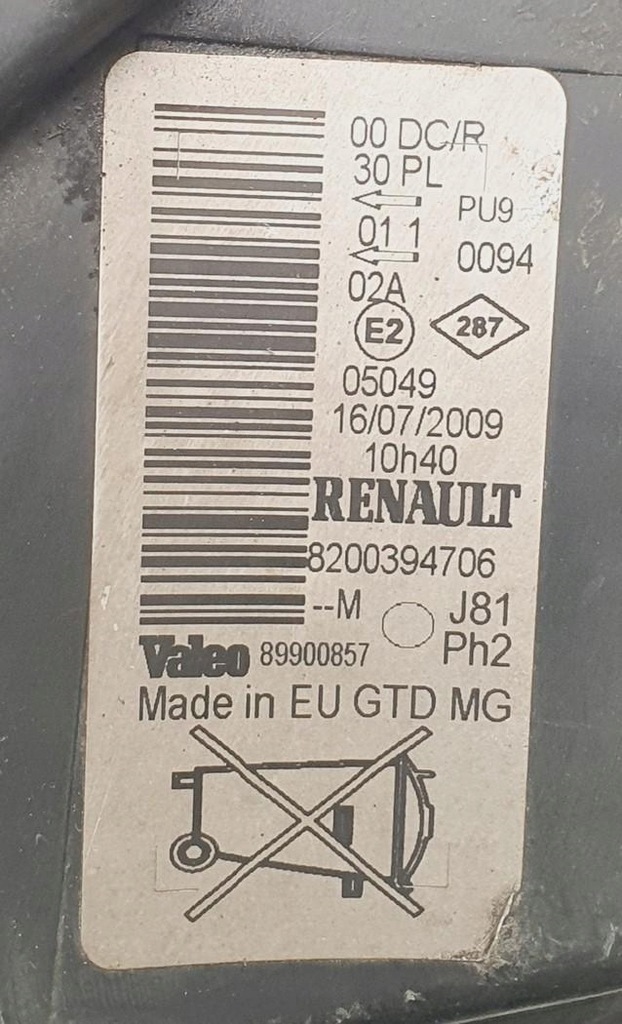 00 DC/R
30 PL
PU9
01 1
0094
02A
E2
287
05049
16/07/2009
10h40
RENAULT
8200394706
--M
J81
Valeo 89900857
Ph2
Made in EU GTD MG